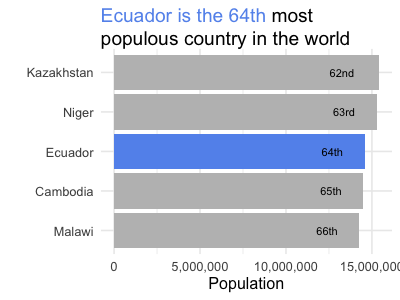 Ecuador is the 64th most
populous country in the world
Kazakhstan
62nd
Niger
63rd
Ecuador
64th
Cambodia
65th
Malawi
66th
0 5,000,000 10,000,000 15,000,000
Population